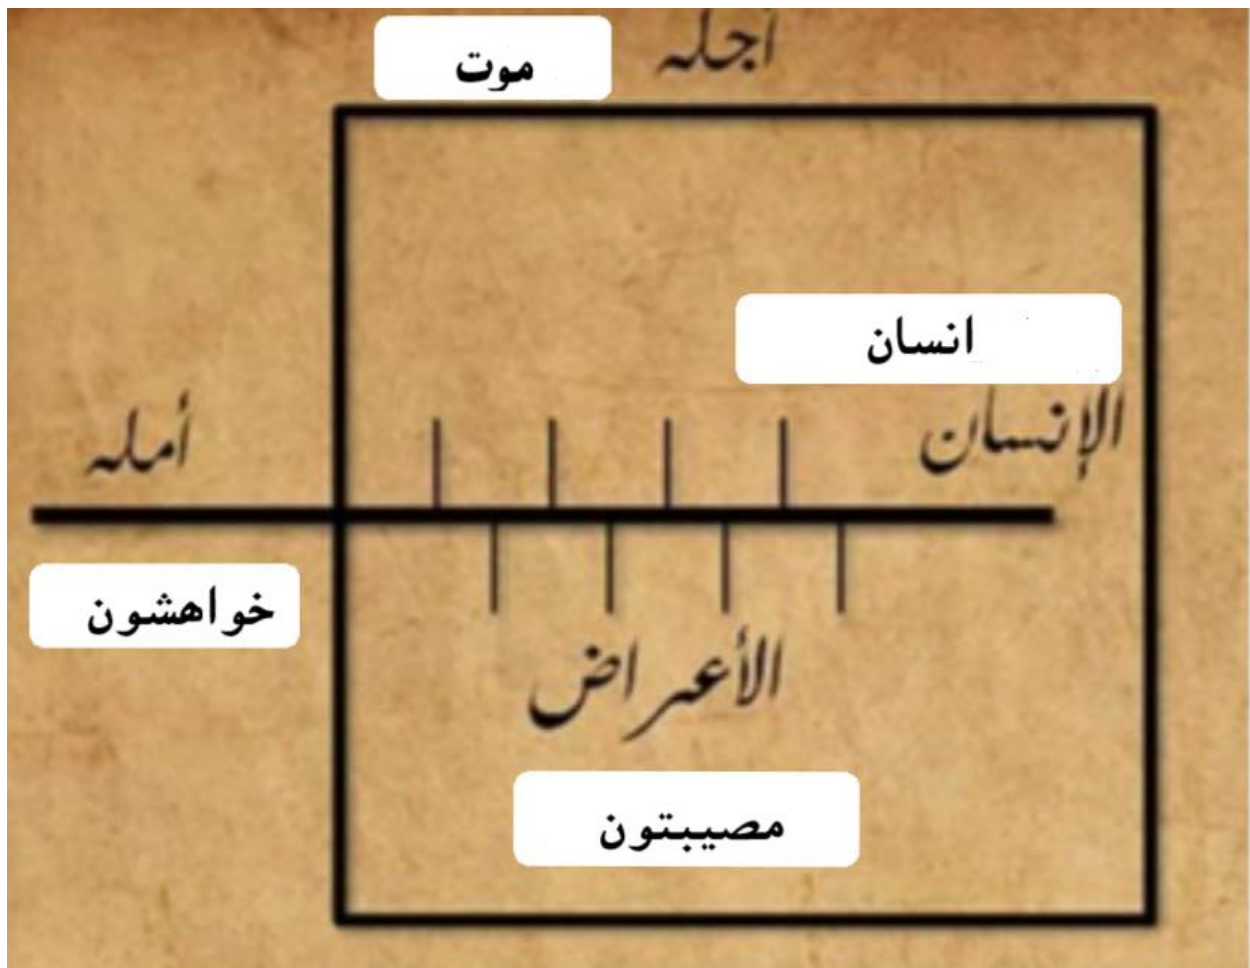 أجله
موت
انسان
الإنسان
أمله
خواهشون
الأعراض
مصيبتون